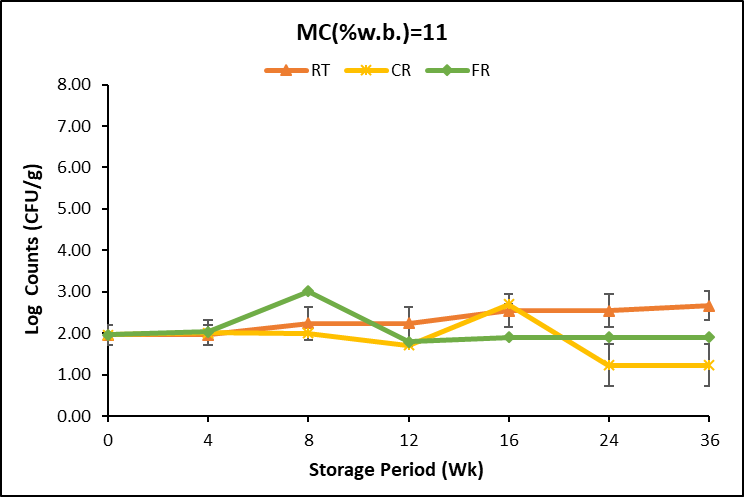 MC(%w.b.)=11
RT CR FR
8.00
7.00
6.00
5.00
4.00
3.00
2.00
1.00
0.00
Log Counts (CFU/g)
0 4 8 12 16 24 36
Storage Period (Wk)